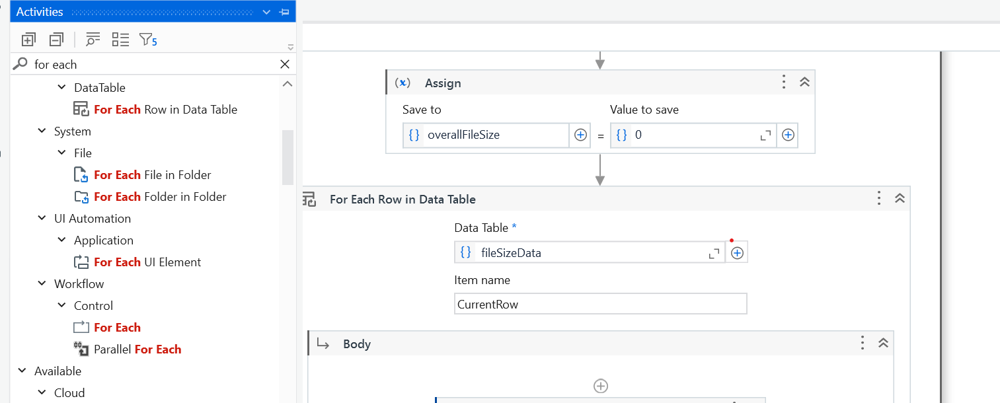 Activities
5
for each
DataTable
For Each Row in Data Table
System
File
For Each File in Folder
For Each Folder in Folder
UI Automation
Application
For Each UI Element
Workflow
Control
For Each
Parallel For Each
Available
Cloud
(x) Assign
Save to Value to save
{} overallFileSize = {} 0
For Each Row in Data Table
Data Table *
{} fileSizeData
Item name
CurrentRow
Body